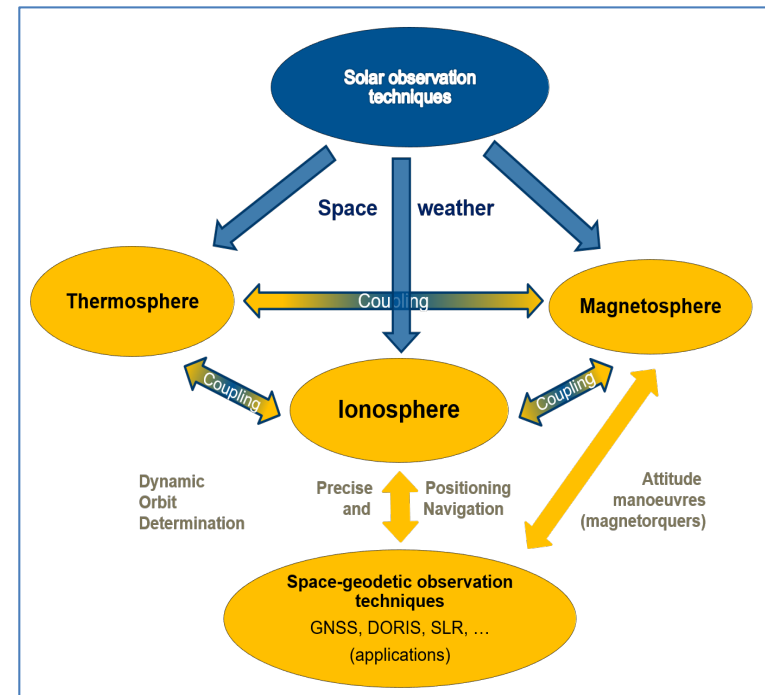 Solar observation
techniques
Space weather
Thermosphere
Coupling
Magnetosphere
Coupling
Ionosphere
Coupling
Dynamic
Orbit
Determination
Precise Positioning
and Navigation
Attitude
manoeuvres
(magnetorquers)
Space-geodetic observation
techniques
GNSS, DORIS, SLR, …
(applications)